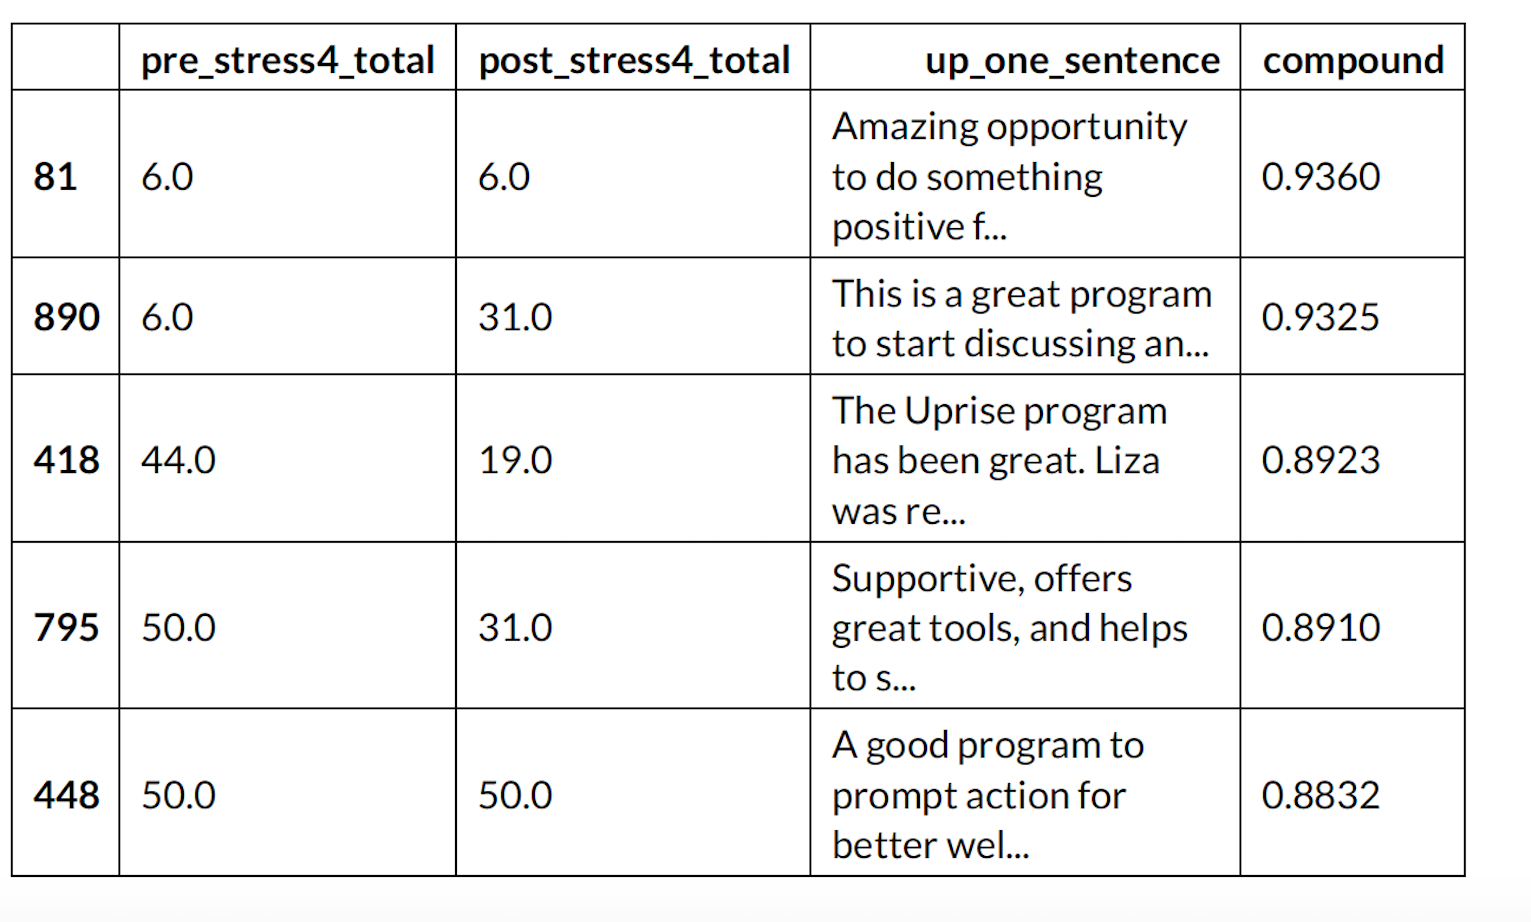 pre_stress4_total post_stress4_total up_one_sentence compound
81 6.0 6.0 Amazing opportunity
to do something
positive f... 0.9360
890 6.0 31.0 This is a great program
to start discussing an... 0.9325
418 44.0 19.0 The Uprise program
has been great. Liza
was re... 0.8923
795 50.0 31.0 Supportive, offers
great tools, and helps
to s... 0.8910
448 50.0 50.0 A good program to
prompt action for
better wel... 0.8832